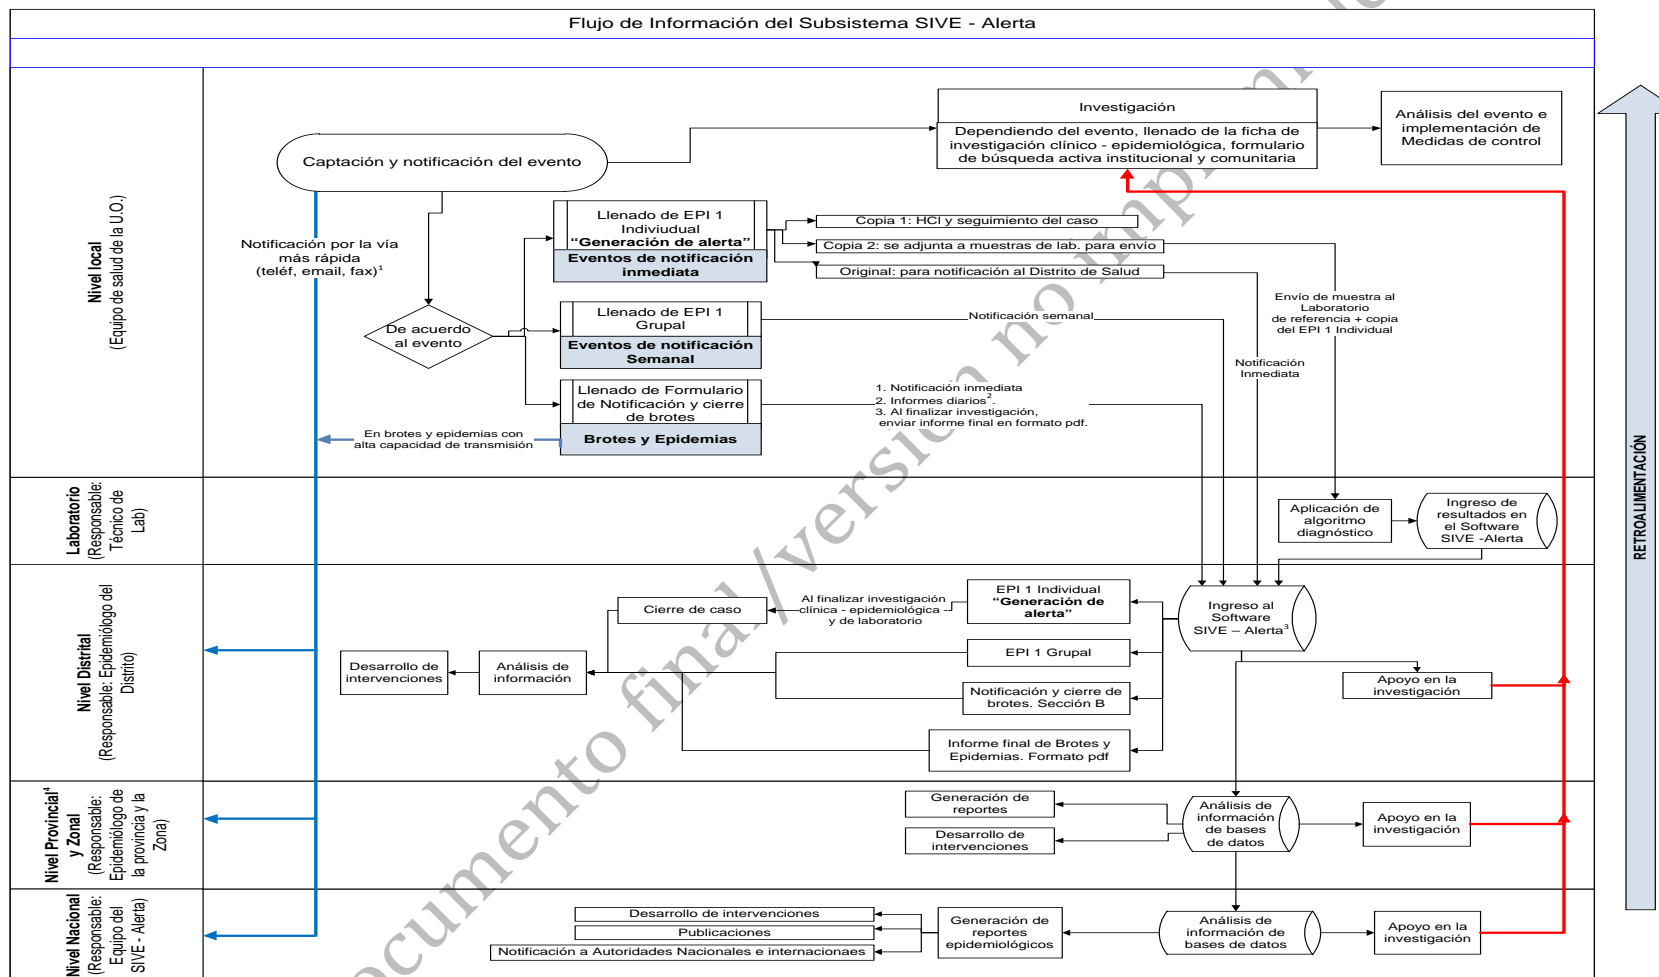 Flujo de Información del Subsistema SIVE - Alerta
Nivel local
(Equipo de salud de la U.O.)
Captación y notificación del evento
Investigación
Dependiendo del evento, llenado de la ficha de
investigación clínico - epidemiológica, formulario
de búsqueda activa institucional y comunitaria
Análisis del evento e
implementación de
Medidas de control
Notificación por la vía
más rápida
(teléf, email, fax)¹
De acuerdo
al evento
Llenado de EPI 1
Indiviudual
“Generación de alerta”
Eventos de notificación
inmediata
Copia 1: HCl y seguimiento del caso
Copia 2: se adjunta a muestras de lab. para envío
Original: para notificación al Distrito de Salud
Llenado de EPI 1
Grupal
Eventos de notificación
Semanal
Notificación semanal
Envío de muestra al
Laboratorio
de referencia + copia
del EPI 1 Individual
Notificación
Inmediata
Llenado de Formulario
de Notificación y cierre
de brotes
Brotes y Epidemias
1. Notificación inmediata
2. Informes diarios².
3. Al finalizar investigación,
enviar informe final en formato pdf.
En brotes y epidemias con
alta capacidad de transmisión
RETROALIMENTACIÓN
Laboratorio
(Responsable:
Técnico de
Lab)
Aplicación de
algoritmo
diagnóstico
Ingreso de
resultados en
el Software
SIVE -Alerta
Nivel Distrital
(Responsable: Epidemiólogo del
Distrito)
Ingreso al
Software
SIVE – Alerta³
EPI 1 Individual
“Generación de
alerta”
Al finalizar investigación
clínica - epidemiológica -
y de laboratorio
Cierre de caso
EPI 1 Grupal
Notificación y cierre de
brotes. Sección B
Informe final de Brotes y
Epidemias. Formato pdf
Análisis de
información
Desarrollo de
intervenciones
Apoyo en la
investigación
Nivel Provincial⁴
y Zonal
(Responsable:
Epidemiólogo de
la provincia y la
Zona)
Generación de
reportes
Desarrollo de
intervenciones
Análisis de
información
de bases
de datos
Apoyo en la
investigación
Nivel Nacional
(Responsable:
Equipo del
SIVE - Alerta)
Desarrollo de intervenciones
Publicaciones
Notificación a Autoridades Nacionales e internacionaes
Generación de
reportes
epidemiológicos
Análisis de
información de
bases de datos
Apoyo en la
investigación
ocumento final/version no imp